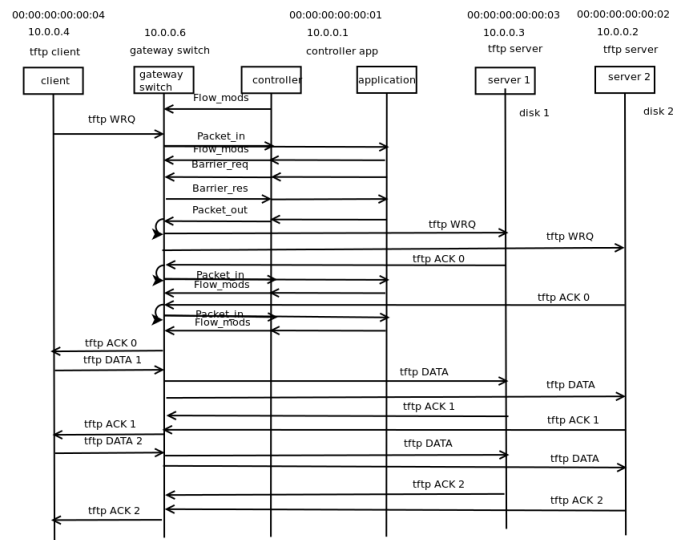 00:00:00:00:00:04
00:00:00:00:00:01
00:00:00:00:00:03
00:00:00:00:00:02
10.0.0.4
10.0.0.6
10.0.0.1
10.0.0.3
10.0.0.2
tftp client
gateway switch
controller app
tftp server
tftp server
client
gateway
switch
controller
application
server 1
server 2
Flow_mods
disk 1
disk 2
tftp WRQ
Packet_in
Flow_mods
Barrier_req
Barrier_res
Packet_out
tftp WRQ
tftp WRQ
tftp ACK 0
Packet_in
Flow_mods
tftp ACK 0
Packet_in
Flow_mods
tftp ACK 0
tftp DATA 1
tftp DATA
tftp DATA
tftp ACK 1
tftp ACK 1
tftp ACK 1
tftp DATA 2
tftp DATA
tftp DATA
tftp ACK 2
tftp ACK 2
tftp ACK 2